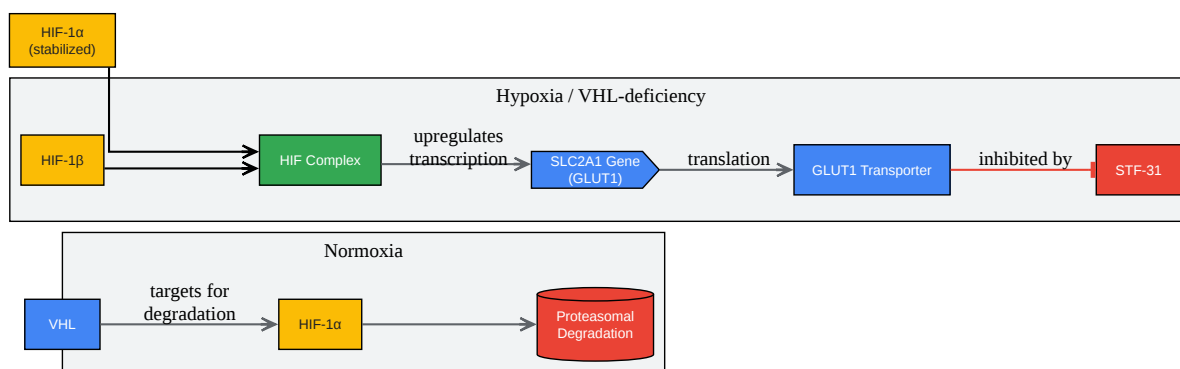 HIF-1α
(stabilized)
Hypoxia / VHL-deficiency
HIF-1β
HIF Complex
upregulates
transcription
SLC2A1 Gene
(GLUT1)
translation
GLUT1 Transporter
inhibited by
STF-31
Normoxia
VHL
targets for
degradation
HIF-1α
Proteasomal
Degradation